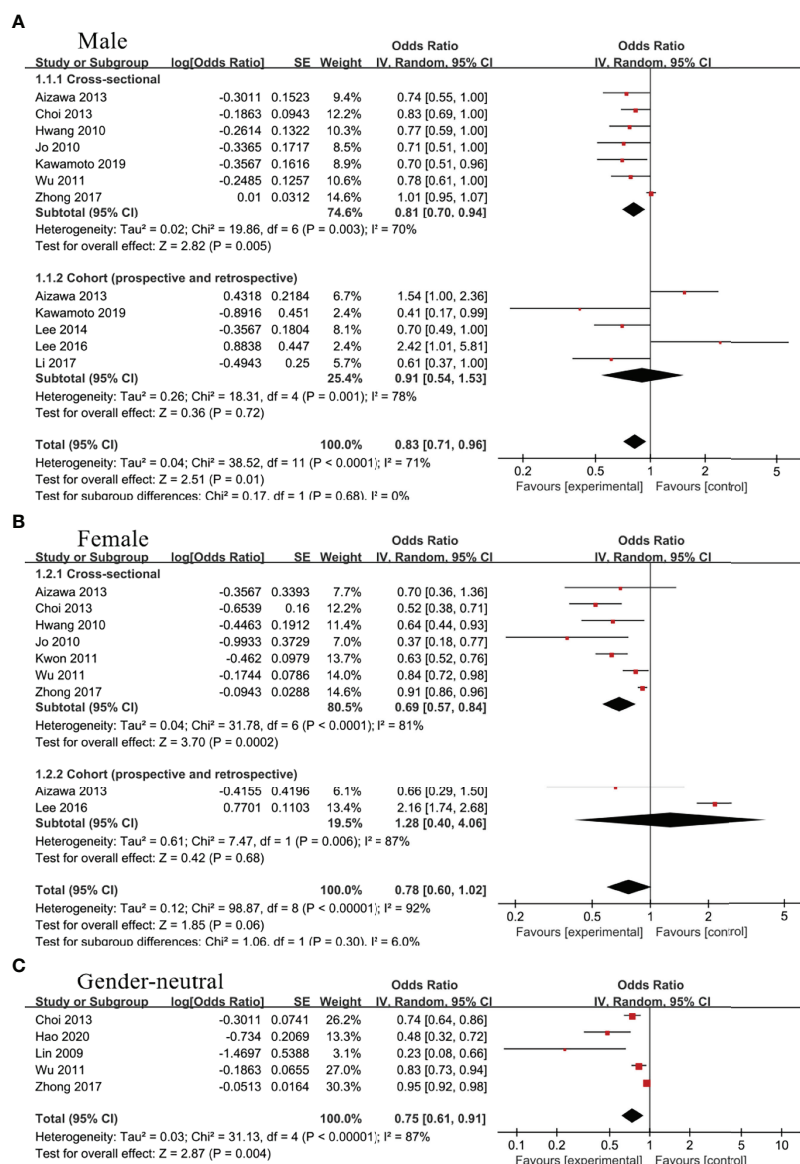 A
Male
Odds Ratio Odds Ratio
Study or Subgroup log[Odds Ratio] SE Weight IV, Random, 95% CI IV, Random, 95% CI
1.1.1 Cross-sectional
Aizawa 2013 -0.3011 0.1523 9.4% 0.74 [0.55, 1.00]
Choi 2013 -0.1863 0.0943 12.2% 0.83 [0.69, 1.00]
Hwang 2010 -0.2614 0.1322 10.3% 0.77 [0.59, 1.00]
Jo 2010 -0.3365 0.1717 8.5% 0.71 [0.51, 1.00]
Kawamoto 2019 -0.3567 0.1616 8.9% 0.70 [0.51, 0.96]
Wu 2011 -0.2485 0.1257 10.6% 0.78 [0.61, 1.00]
Zhong 2017 0.01 0.0312 14.6% 1.01 [0.95, 1.07]
Subtotal (95% CI) 74.6% 0.81 [0.70, 0.94]
Heterogeneity: Tau² = 0.02; Chi² = 19.86, df = 6 (P = 0.003); I² = 70%
Test for overall effect: Z = 2.82 (P = 0.005)
1.1.2 Cohort (prospective and retrospective)
Aizawa 2013 0.4318 0.2184 6.7% 1.54 [1.00, 2.36]
Kawamoto 2019 -0.8916 0.451 2.4% 0.41 [0.17, 0.99]
Lee 2014 -0.3567 0.1804 8.1% 0.70 [0.49, 1.00]
Lee 2016 0.8838 0.447 2.4% 2.42 [1.01, 5.81]
Li 2017 -0.4943 0.25 5.7% 0.61 [0.37, 1.00]
Subtotal (95% CI) 25.4% 0.91 [0.54, 1.53]
Heterogeneity: Tau² = 0.26; Chi² = 18.31, df = 4 (P = 0.001); I² = 78%
Test for overall effect: Z = 0.36 (P = 0.72)
Total (95% CI) 100.0% 0.83 [0.71, 0.96]
Heterogeneity: Tau² = 0.04; Chi² = 38.52, df = 11 (P < 0.0001); I² = 71%
Test for overall effect: Z = 2.51 (P = 0.01)
Test for subgroup differences: Chi² = 0.17, df = 1 (P = 0.68), I² = 0%
0.2 0.5 1 2 5
Favours [experimental] Favours [control]
B
Female
Odds Ratio Odds Ratio
Study or Subgroup log[Odds Ratio] SE Weight IV, Random, 95% CI IV, Random, 95% CI
1.2.1 Cross-sectional
Aizawa 2013 -0.3567 0.3393 7.7% 0.70 [0.36, 1.36]
Choi 2013 -0.6539 0.16 12.2% 0.52 [0.38, 0.71]
Hwang 2010 -0.4463 0.1912 11.4% 0.64 [0.44, 0.93]
Jo 2010 -0.9933 0.3729 7.0% 0.37 [0.18, 0.77]
Kwon 2011 -0.462 0.0979 13.7% 0.63 [0.52, 0.76]
Wu 2011 -0.1744 0.0786 14.0% 0.84 [0.72, 0.98]
Zhong 2017 -0.0943 0.0288 14.6% 0.91 [0.86, 0.96]
Subtotal (95% CI) 80.5% 0.69 [0.57, 0.84]
Heterogeneity: Tau² = 0.04; Chi² = 31.78, df = 6 (P < 0.0001); I² = 81%
Test for overall effect: Z = 3.70 (P = 0.0002)
1.2.2 Cohort (prospective and retrospective)
Aizawa 2013 -0.4155 0.4196 6.1% 0.66 [0.29, 1.50]
Lee 2016 0.7701 0.1103 13.4% 2.16 [1.74, 2.68]
Subtotal (95% CI) 19.5% 1.28 [0.40, 4.06]
Heterogeneity: Tau² = 0.61; Chi² = 7.47, df = 1 (P = 0.006); I² = 87%
Test for overall effect: Z = 0.42 (P = 0.68)
Total (95% CI) 100.0% 0.78 [0.60, 1.02]
Heterogeneity: Tau² = 0.12; Chi² = 98.87, df = 8 (P < 0.00001); I² = 92%
Test for overall effect: Z = 1.85 (P = 0.06)
Test for subgroup differences: Chi² = 1.06, df = 1 (P = 0.30), I² = 6.0%
0.2 0.5 1 2 5
Favours [experimental] Favours [control]
C
Gender-neutral
Odds Ratio Odds Ratio
Study or Subgroup log[Odds Ratio] SE Weight IV, Random, 95% CI IV, Random, 95% CI
Choi 2013 -0.3011 0.0741 26.2% 0.74 [0.64, 0.86]
Hao 2020 -0.734 0.2069 13.3% 0.48 [0.32, 0.72]
Lin 2009 -1.4697 0.5388 3.1% 0.23 [0.08, 0.66]
Wu 2011 -0.1863 0.0655 27.0% 0.83 [0.73, 0.94]
Zhong 2017 -0.0513 0.0164 30.3% 0.95 [0.92, 0.98]
Total (95% CI) 100.0% 0.75 [0.61, 0.91]
Heterogeneity: Tau² = 0.03; Chi² = 31.13, df = 4 (P < 0.00001); I² = 87%
Test for overall effect: Z = 2.87 (P = 0.004)
0.1 0.2 0.5 1 2 5 10
Favours [experimental] Favours [control]